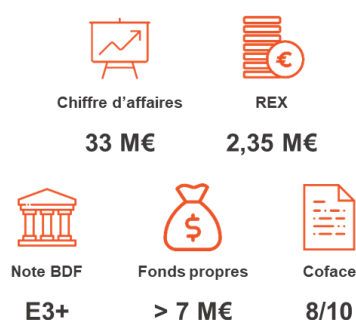 Chiffre d'affaires
REX
33 M€
2,35 M€
Note BDF
Fonds propres
Coface
E3+
> 7 M€
8/10